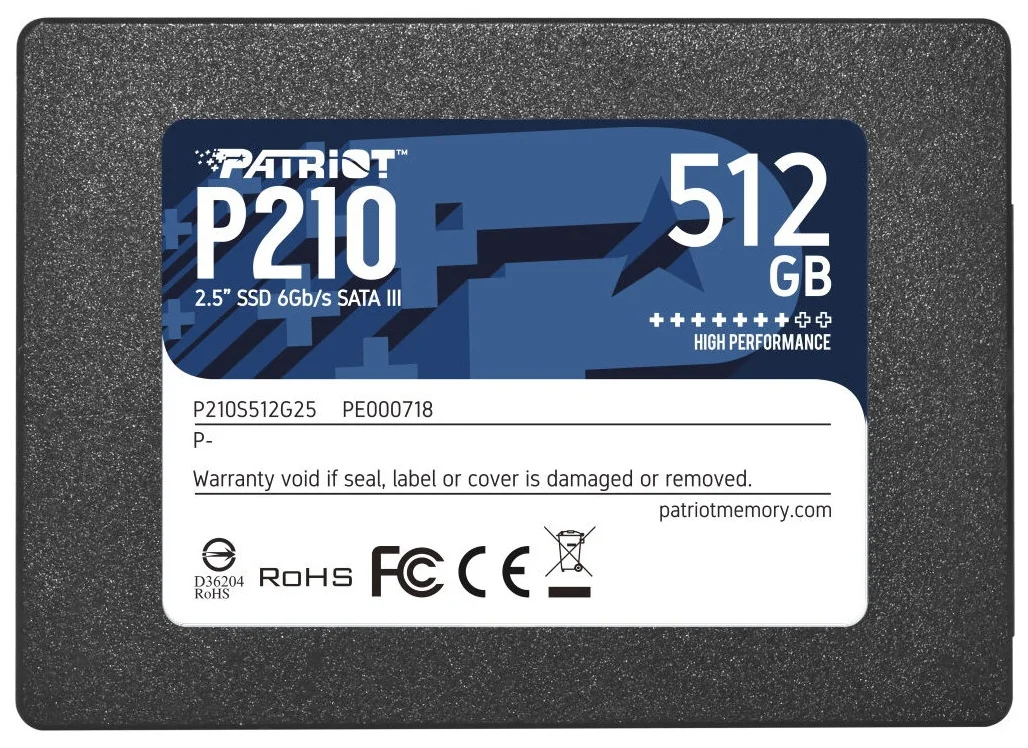 PATRIOT™
P210
2.5” SSD 6Gb/s SATA III
512
GB
HIGH PERFORMANCE
P210S512G25 PE000718
P-
Warranty void if seal, label or cover is damaged or removed.
patriotmemory.com
D36204
RoHS
RoHS
FC CE